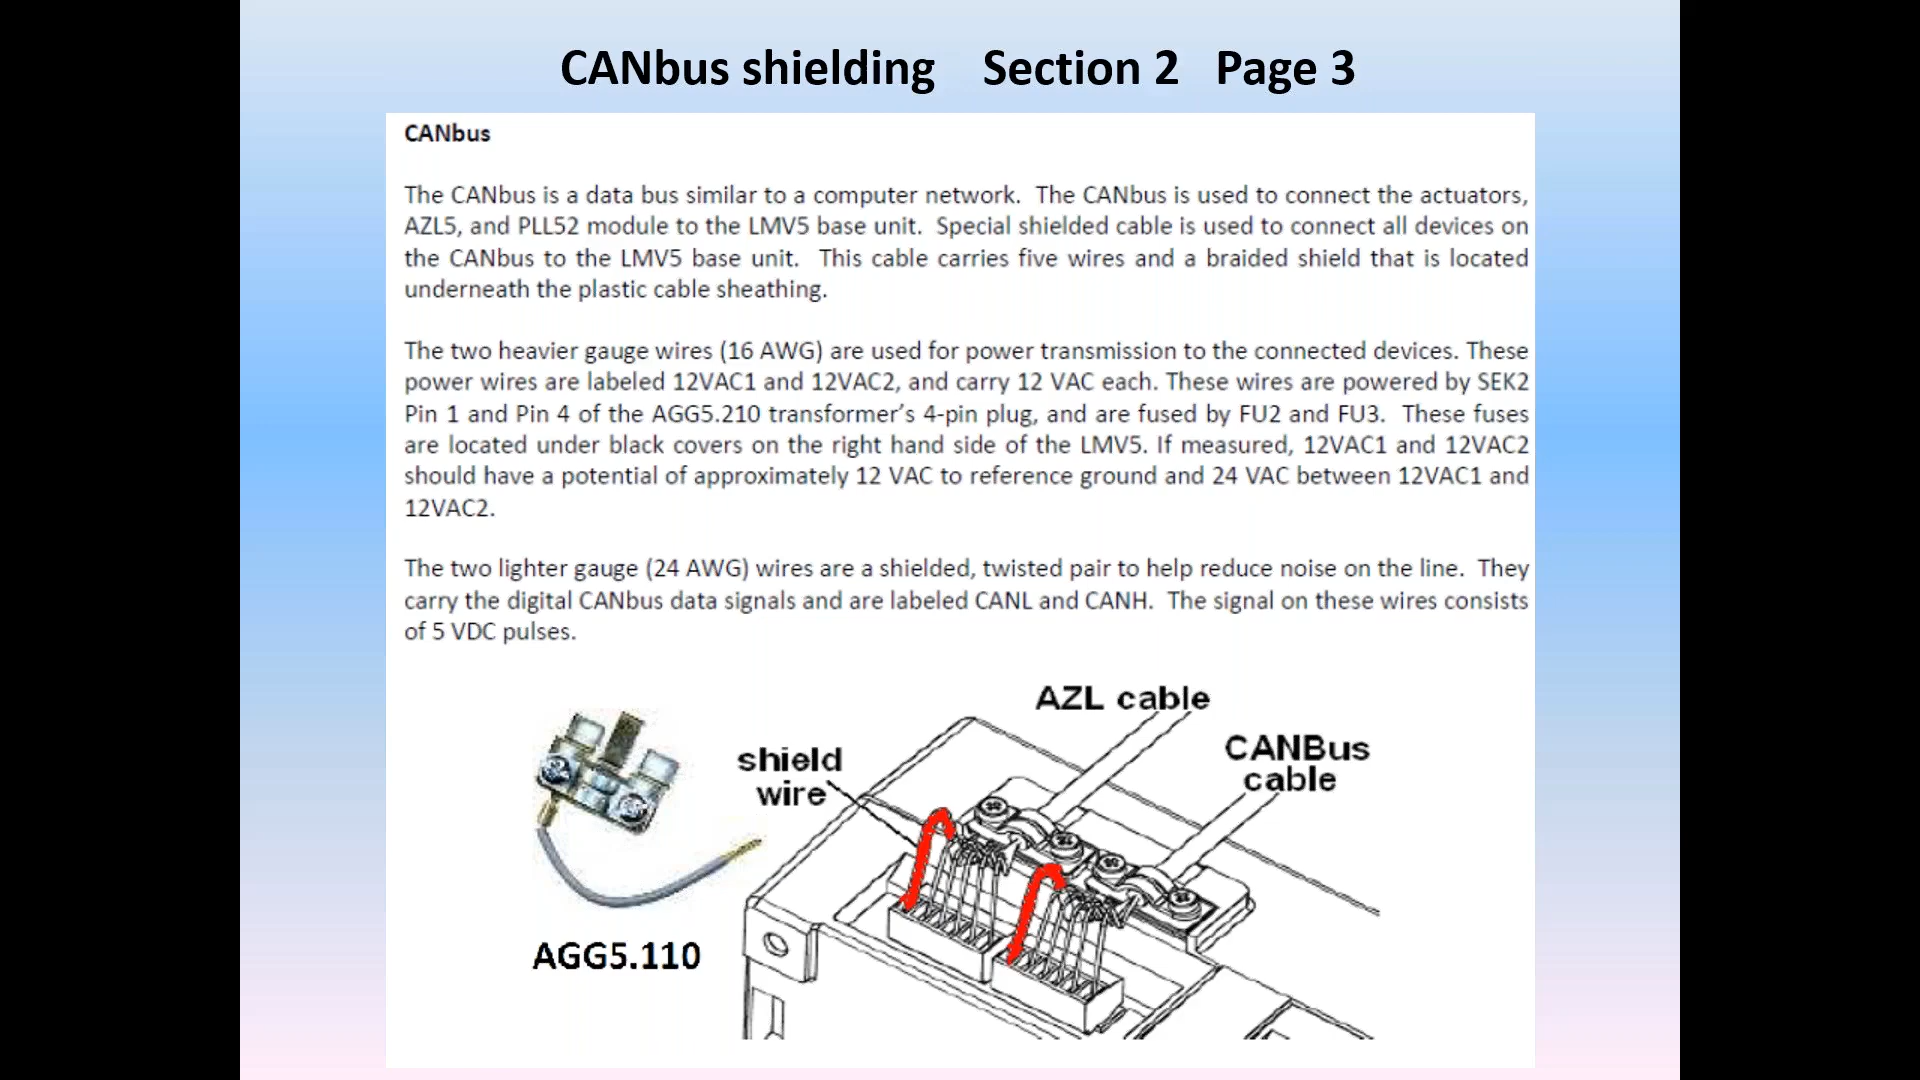 CANbus shielding    Section 2   Page 3
CANbus
The CANbus is a data bus similar to a computer network.  The CANbus is used to connect the actuators,
AZL5, and PLL52 module to the LMV5 base unit.  Special shielded cable is used to connect all devices on
the CANbus to the LMV5 base unit.  This cable carries five wires and a braided shield that is located
underneath the plastic cable sheathing.
The two heavier gauge wires (16 AWG) are used for power transmission to the connected devices. These
power wires are labeled 12VAC1 and 12VAC2, and carry 12 VAC each. These wires are powered by SEK2
Pin 1 and Pin 4 of the AGG5.210 transformer’s 4-pin plug, and are fused by FU2 and FU3.  These fuses
are located under black covers on the right hand side of the LMV5. If measured, 12VAC1 and 12VAC2
should have a potential of approximately 12 VAC to reference ground and 24 VAC between 12VAC1 and
12VAC2.
The two lighter gauge (24 AWG) wires are a shielded, twisted pair to help reduce noise on the line.  They
carry the digital CANbus data signals and are labeled CANL and CANH.  The signal on these wires consists
of 5 VDC pulses.
AZL cable
shield
wire
CANBus
cable
AGG5.110